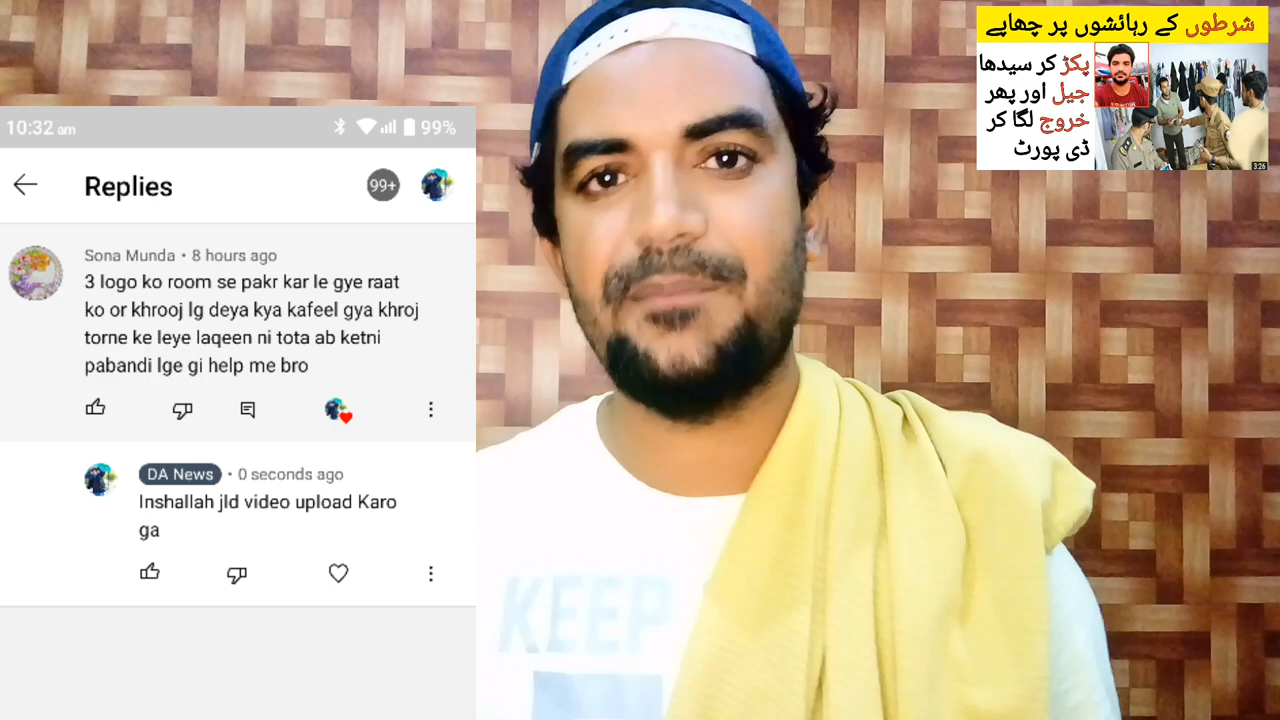 10:32 am
99%
Replies
99+
Sona Munda • 8 hours ago
3 logo ko room se pakr kar le gye raat
ko or khrooj lg deya kya kafeel gya khroj
torne ke leye laqeen ni tota ab ketni
pabandi lge gi help me bro
DA News • 0 seconds ago
Inshallah jld video upload Karo
ga
KEEP
شرطوں کے رہائشوں پر چھاپے
پکڑ کر سیدھا
جیل اور پھر
خروج لگا کر
ڈی پورٹ
3:26